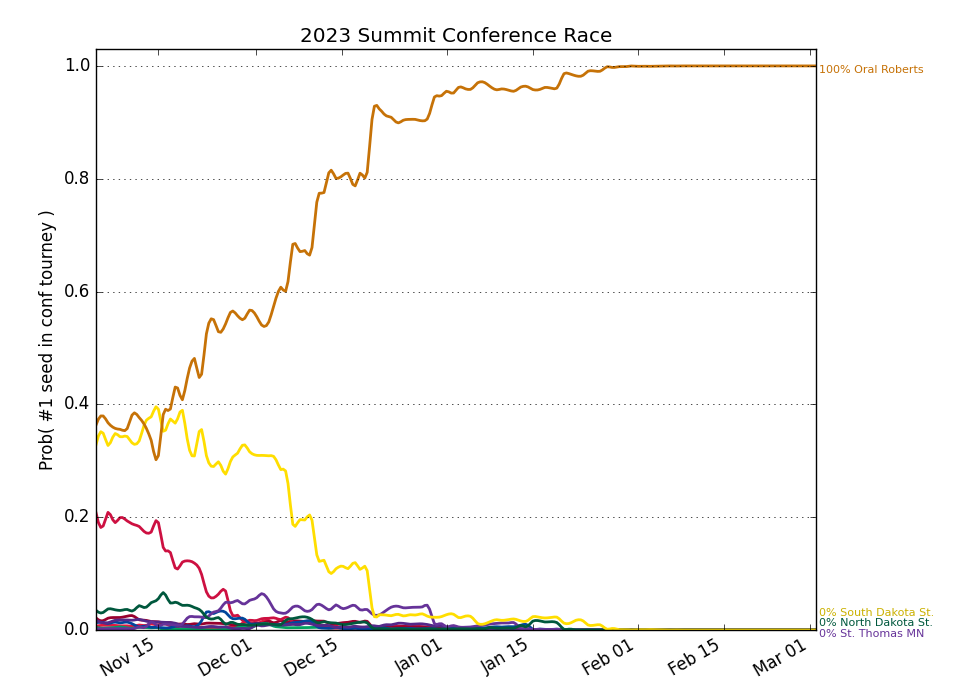 2023 Summit Conference Race
Prob( #1 seed in conf tourney )
1.0
0.8
0.6
0.4
0.2
0.0
Nov 15
Dec 01
Dec 15
Jan 01
Jan 15
Feb 01
Feb 15
Mar 01
100% Oral Roberts
0% South Dakota St.
0% North Dakota St.
0% St. Thomas MN